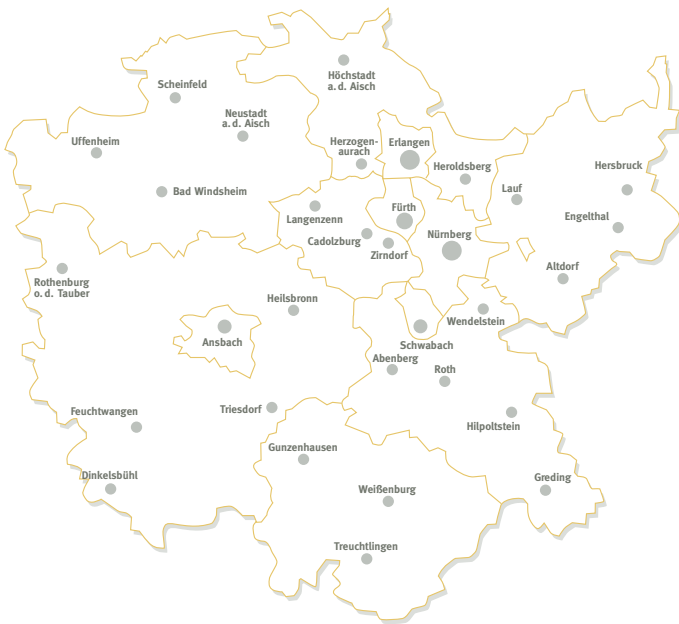 Höchstadt
a. d. Aisch
Scheinfeld
Neustadt
a. d. Aisch
Uffenheim
Herzogen-
aurach
Erlangen
Heroldsberg
Hersbruck
Bad Windsheim
Lauf
Langenzenn
Fürth
Engelthal
Cadolzburg
Nürnberg
Zirndorf
Altdorf
Rothenburg
o. d. Tauber
Heilsbronn
Wendelstein
Ansbach
Schwabach
Abenberg
Roth
Feuchtwangen
Triesdorf
Hilpoltstein
Gunzenhausen
Dinkelsbühl
Greding
Weißenburg
Treuchtlingen